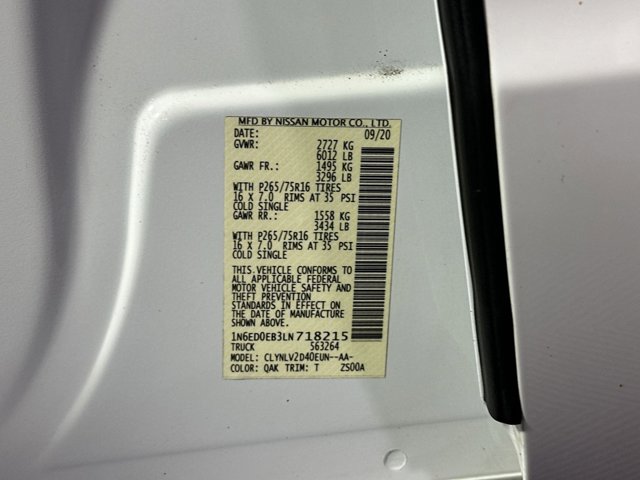 MFD BY NISSAN MOTOR CO., LTD.
DATE: 09/20
GVWR: 2727 KG
6012 LB
GAWR FR.: 1495 KG
3296 LB
WITH P265/75R16 TIRES
16 X 7.0 RIMS AT 35 PSI
COLD SINGLE
GAWR RR.: 1558 KG
3434 LB
WITH P265/75R16 TIRES
16 X 7.0 RIMS AT 35 PSI
COLD SINGLE
THIS VEHICLE CONFORMS TO
ALL APPLICABLE FEDERAL
MOTOR VEHICLE SAFETY AND
THEFT PREVENTION
STANDARDS IN EFFECT ON
THE DATE OF MANUFACTURE
SHOWN ABOVE.
1N6ED0EB3LN718215
TRUCK 563264
MODEL: CLYNLV2D40EUN--AA-
COLOR: QAK TRIM: T ZS00A